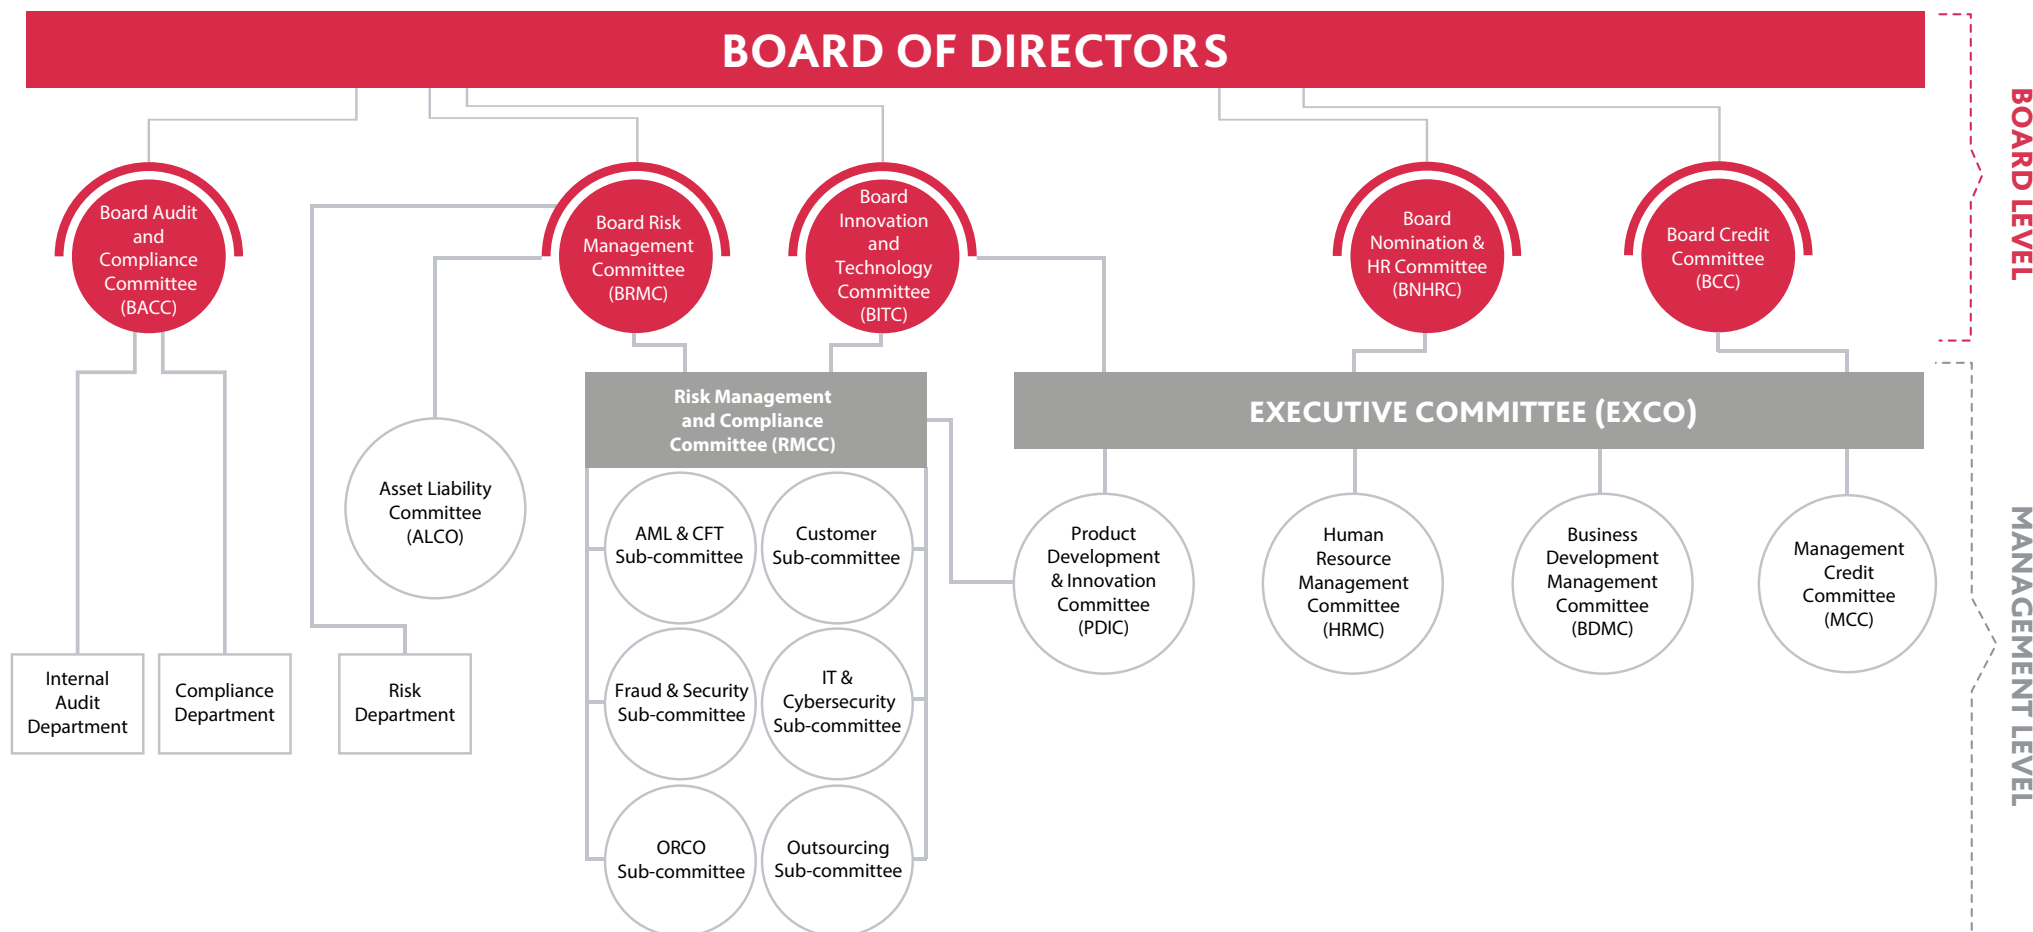 BOARD OF DIRECTORS
BOARD LEVEL
Board Audit
and
Compliance
Committee
(BACC)
Board Risk
Management
Committee
(BRMC)
Board
Innovation
and
Technology
Committee
(BITC)
Board
Nomination &
HR Committee
(BNHRC)
Board Credit
Committee
(BCC)
Risk Management
and Compliance
Committee (RMCC)
EXECUTIVE COMMITTEE (EXCO)
MANAGEMENT LEVEL
Asset Liability
Committee
(ALCO)
AML & CFT
Sub-committee
Customer
Sub-committee
Product
Development
& Innovation
Committee
(PDIC)
Human
Resource
Management
Committee
(HRMC)
Business
Development
Management
Committee
(BDMC)
Management
Credit
Committee
(MCC)
Internal
Audit
Department
Compliance
Department
Risk
Department
Fraud & Security
Sub-committee
IT &
Cybersecurity
Sub-committee
ORCO
Sub-committee
Outsourcing
Sub-committee